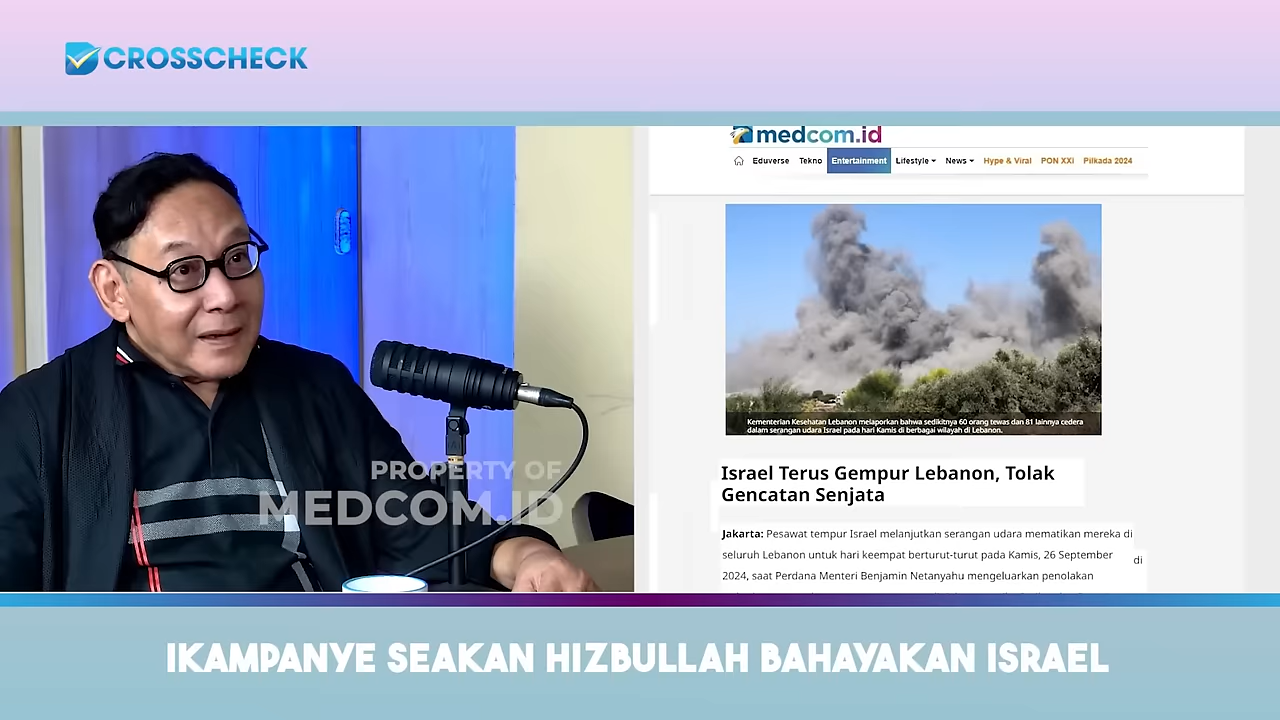 CROSSCHECK
medcom.id
Eduverse Tekno Entertainment Lifestyle News Hype & Viral PON XXI Pilkada 2024
Kementerian Kesehatan Lebanon melaporkan bahwa sedikitnya 60 orang tewas dan 81 lainnya cedera
dalam serangan udara Israel pada hari Kamis di berbagai wilayah di Lebanon.
Israel Terus Gempur Lebanon, Tolak
Gencatan Senjata
Jakarta: Pesawat tempur Israel melanjutkan serangan udara mematikan mereka di
seluruh Lebanon untuk hari keempat berturut-turut pada Kamis, 26 September
di
2024, saat Perdana Menteri Benjamin Netanyahu mengeluarkan penolakan
PROPERTY OF
MEDCOM.ID
IKAMPANYE SEAKAN HIZBULLAH BAHAYAKAN ISRAEL